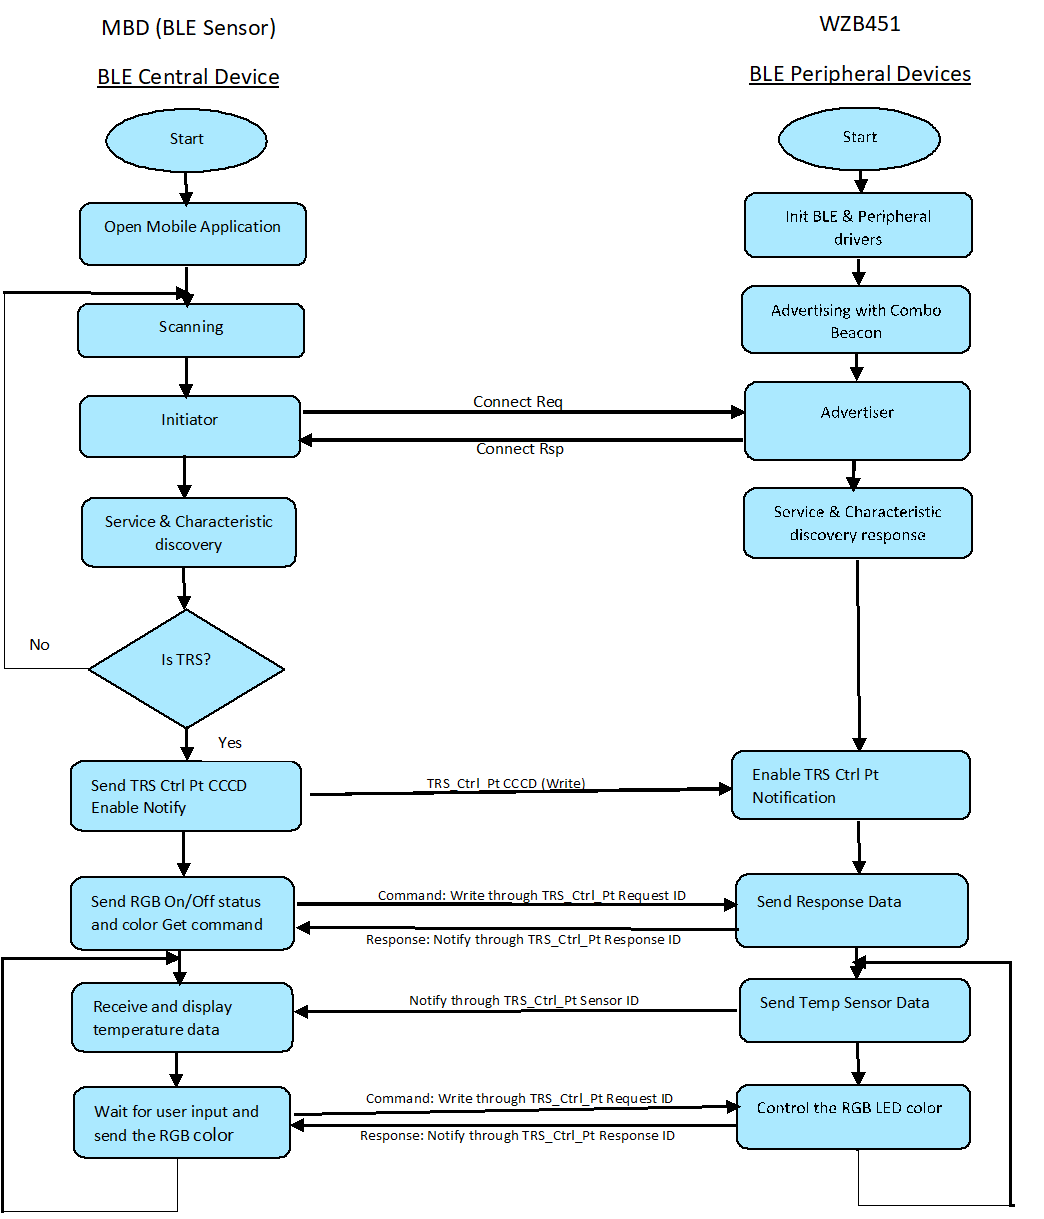 MBD (BLE Sensor)
WZB451
BLE Central Device
BLE Peripheral Devices
Start
Start
Open Mobile Application
Init BLE & Peripheral
drivers
Scanning
Advertising with Combo
Beacon
Initiator
Connect Req
Advertiser
Connect Rsp
Service & Characteristic
discovery
Service & Characteristic
discovery response
Is TRS?
No
Yes
Send TRS Ctrl Pt CCCD
Enable Notify
TRS_Ctrl_Pt CCCD (Write)
Enable TRS Ctrl Pt
Notification
Send RGB On/Off status
and color Get command
Command: Write through TRS_Ctrl_Pt Request ID
Response: Notify through TRS_Ctrl_Pt Response ID
Send Response Data
Receive and display
temperature data
Notify through TRS_Ctrl_Pt Sensor ID
Send Temp Sensor Data
Wait for user input and
send the RGB color
Command: Write through TRS_Ctrl_Pt Request ID
Response: Notify through TRS_Ctrl_Pt Response ID
Control the RGB LED color